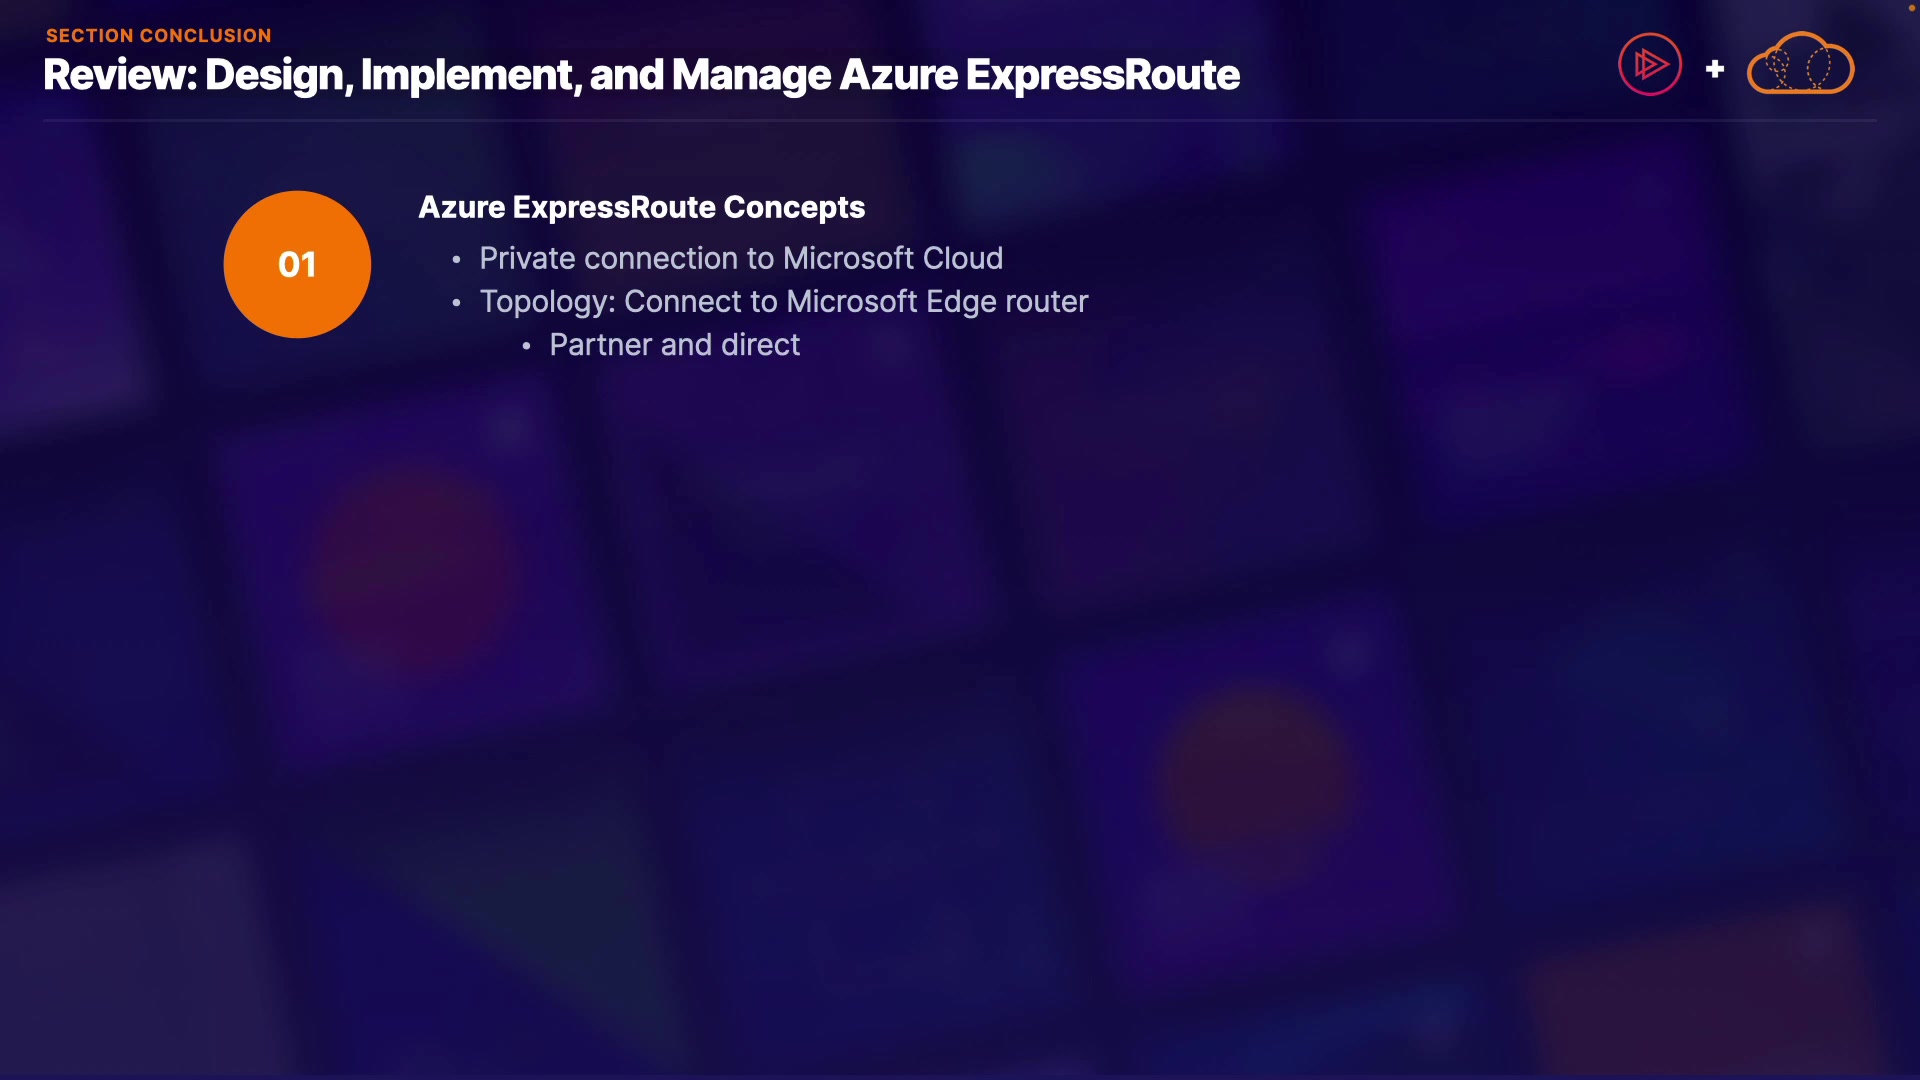 SECTION CONCLUSION
Review: Design, Implement, and Manage Azure ExpressRoute
+
01
Azure ExpressRoute Concepts
• Private connection to Microsoft Cloud
• Topology: Connect to Microsoft Edge router
• Partner and direct